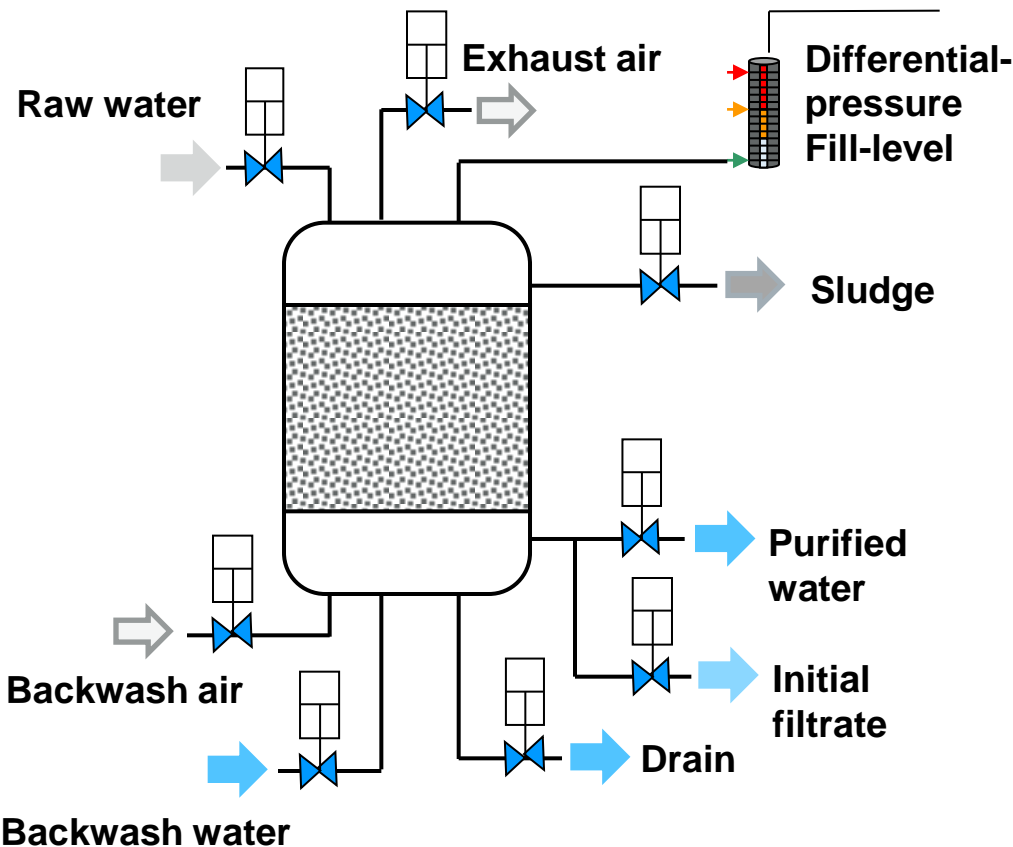 Exhaust air
Differential-
pressure
Fill-level
Raw water
Sludge
Purified
water
Backwash air
Initial
filtrate
Drain
Backwash water